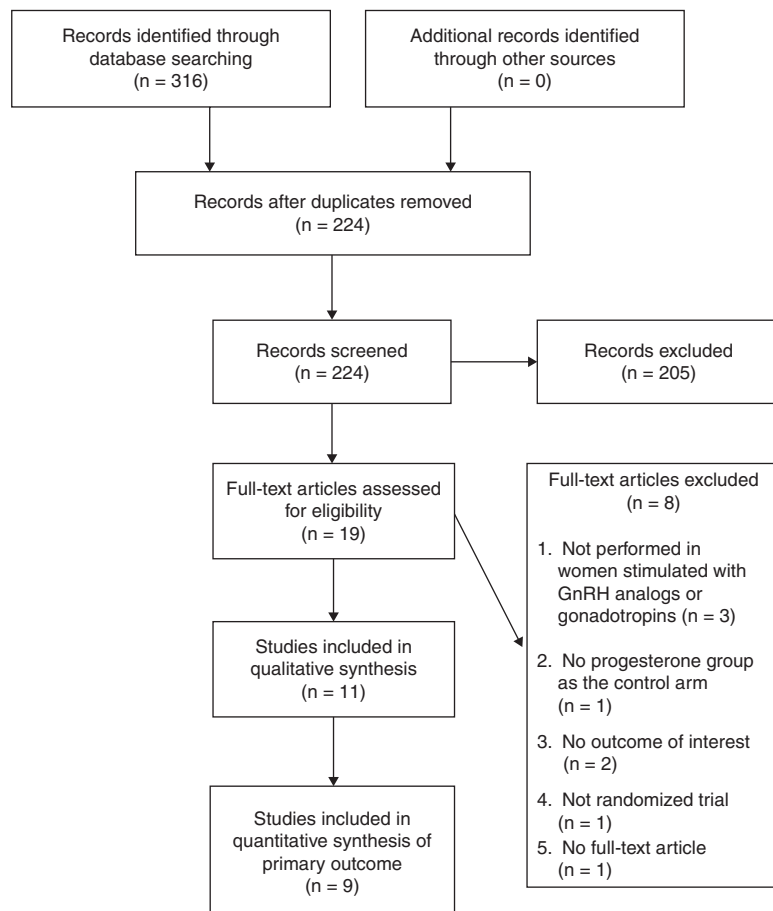 Records identified through
database searching
(n = 316)
Additional records identified
through other sources
(n = 0)
Records after duplicates removed
(n = 224)
Records screened
(n = 224)
Records excluded
(n = 205)
Full-text articles assessed
for eligibility
(n = 19)
Full-text articles excluded
(n = 8)
1. Not performed in
women stimulated with
GnRH analogs or
gonadotropins (n = 3)
2. No progesterone group
as the control arm
(n = 1)
3. No outcome of interest
(n = 2)
4. Not randomized trial
(n = 1)
5. No full-text article
(n = 1)
Studies included in
qualitative synthesis
(n = 11)
Studies included in
quantitative synthesis of
primary outcome
(n = 9)